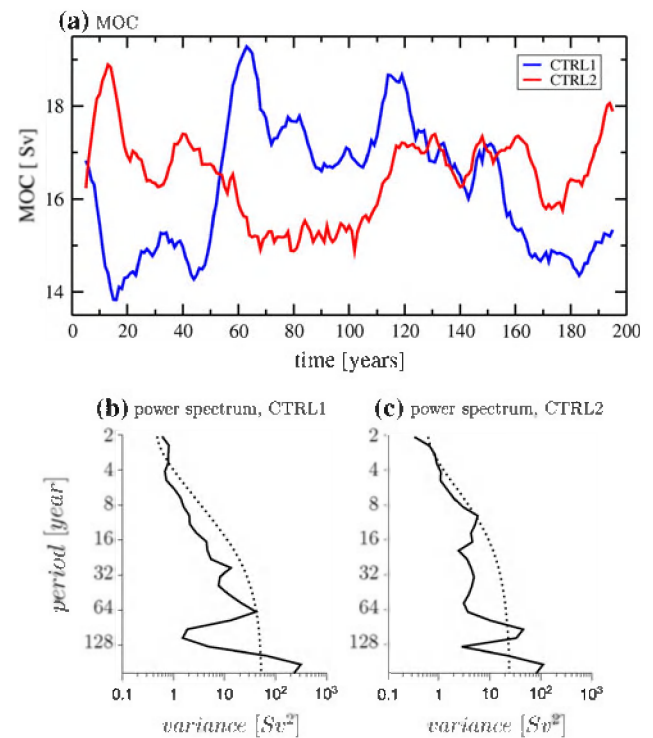 (a) MOC
MOC [ Sv]
18
16
14
CTRL1
CTRL2
0 20 40 60 80 100 120 140 160 180 200
time [years]
(b) power spectrum, CTRL1
(c) power spectrum, CTRL2
period [year]
2
4
8
16
32
64
128
0.1 1 10 100 10³
variance [Sv²]
2
4
8
16
32
64
128
0.1 1 10 10² 10³
variance [Sv²]